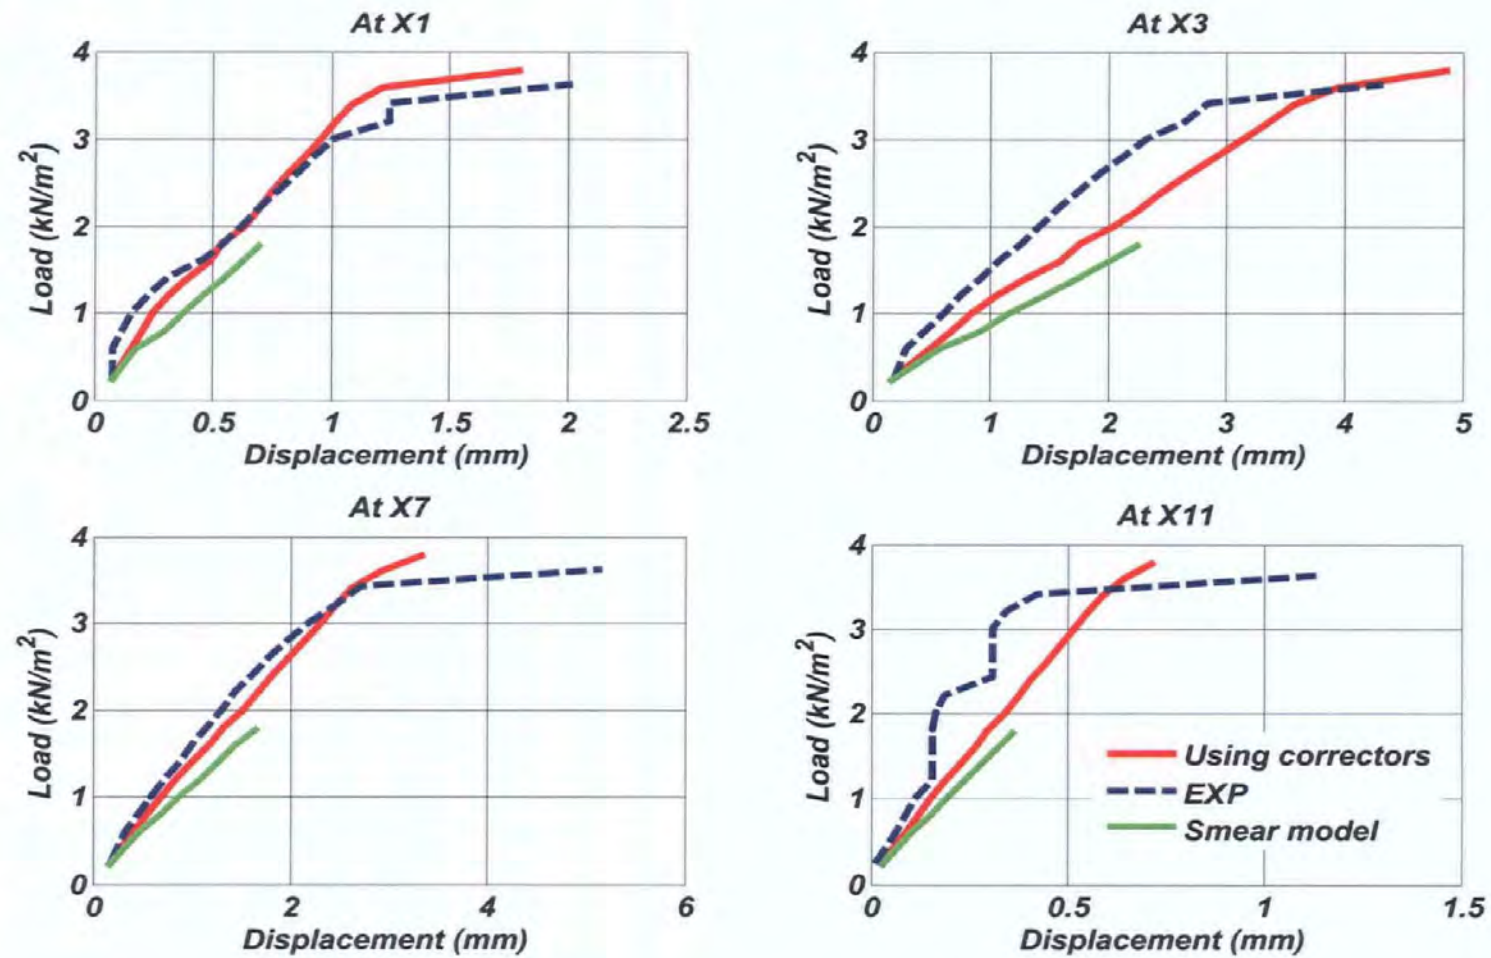 At X1
4
3
2
1
0
Load (kN/m²)
0 0.5 1 1.5 2 2.5
Displacement (mm)
At X3
4
3
2
1
0
Load (kN/m²)
0 1 2 3 4 5
Displacement (mm)
At X7
4
3
2
1
0
Load (kN/m²)
0 2 4 6
Displacement (mm)
At X11
4
3
2
1
0
Load (kN/m²)
Using correctors
EXP
Smear model
0 0.5 1 1.5
Displacement (mm)